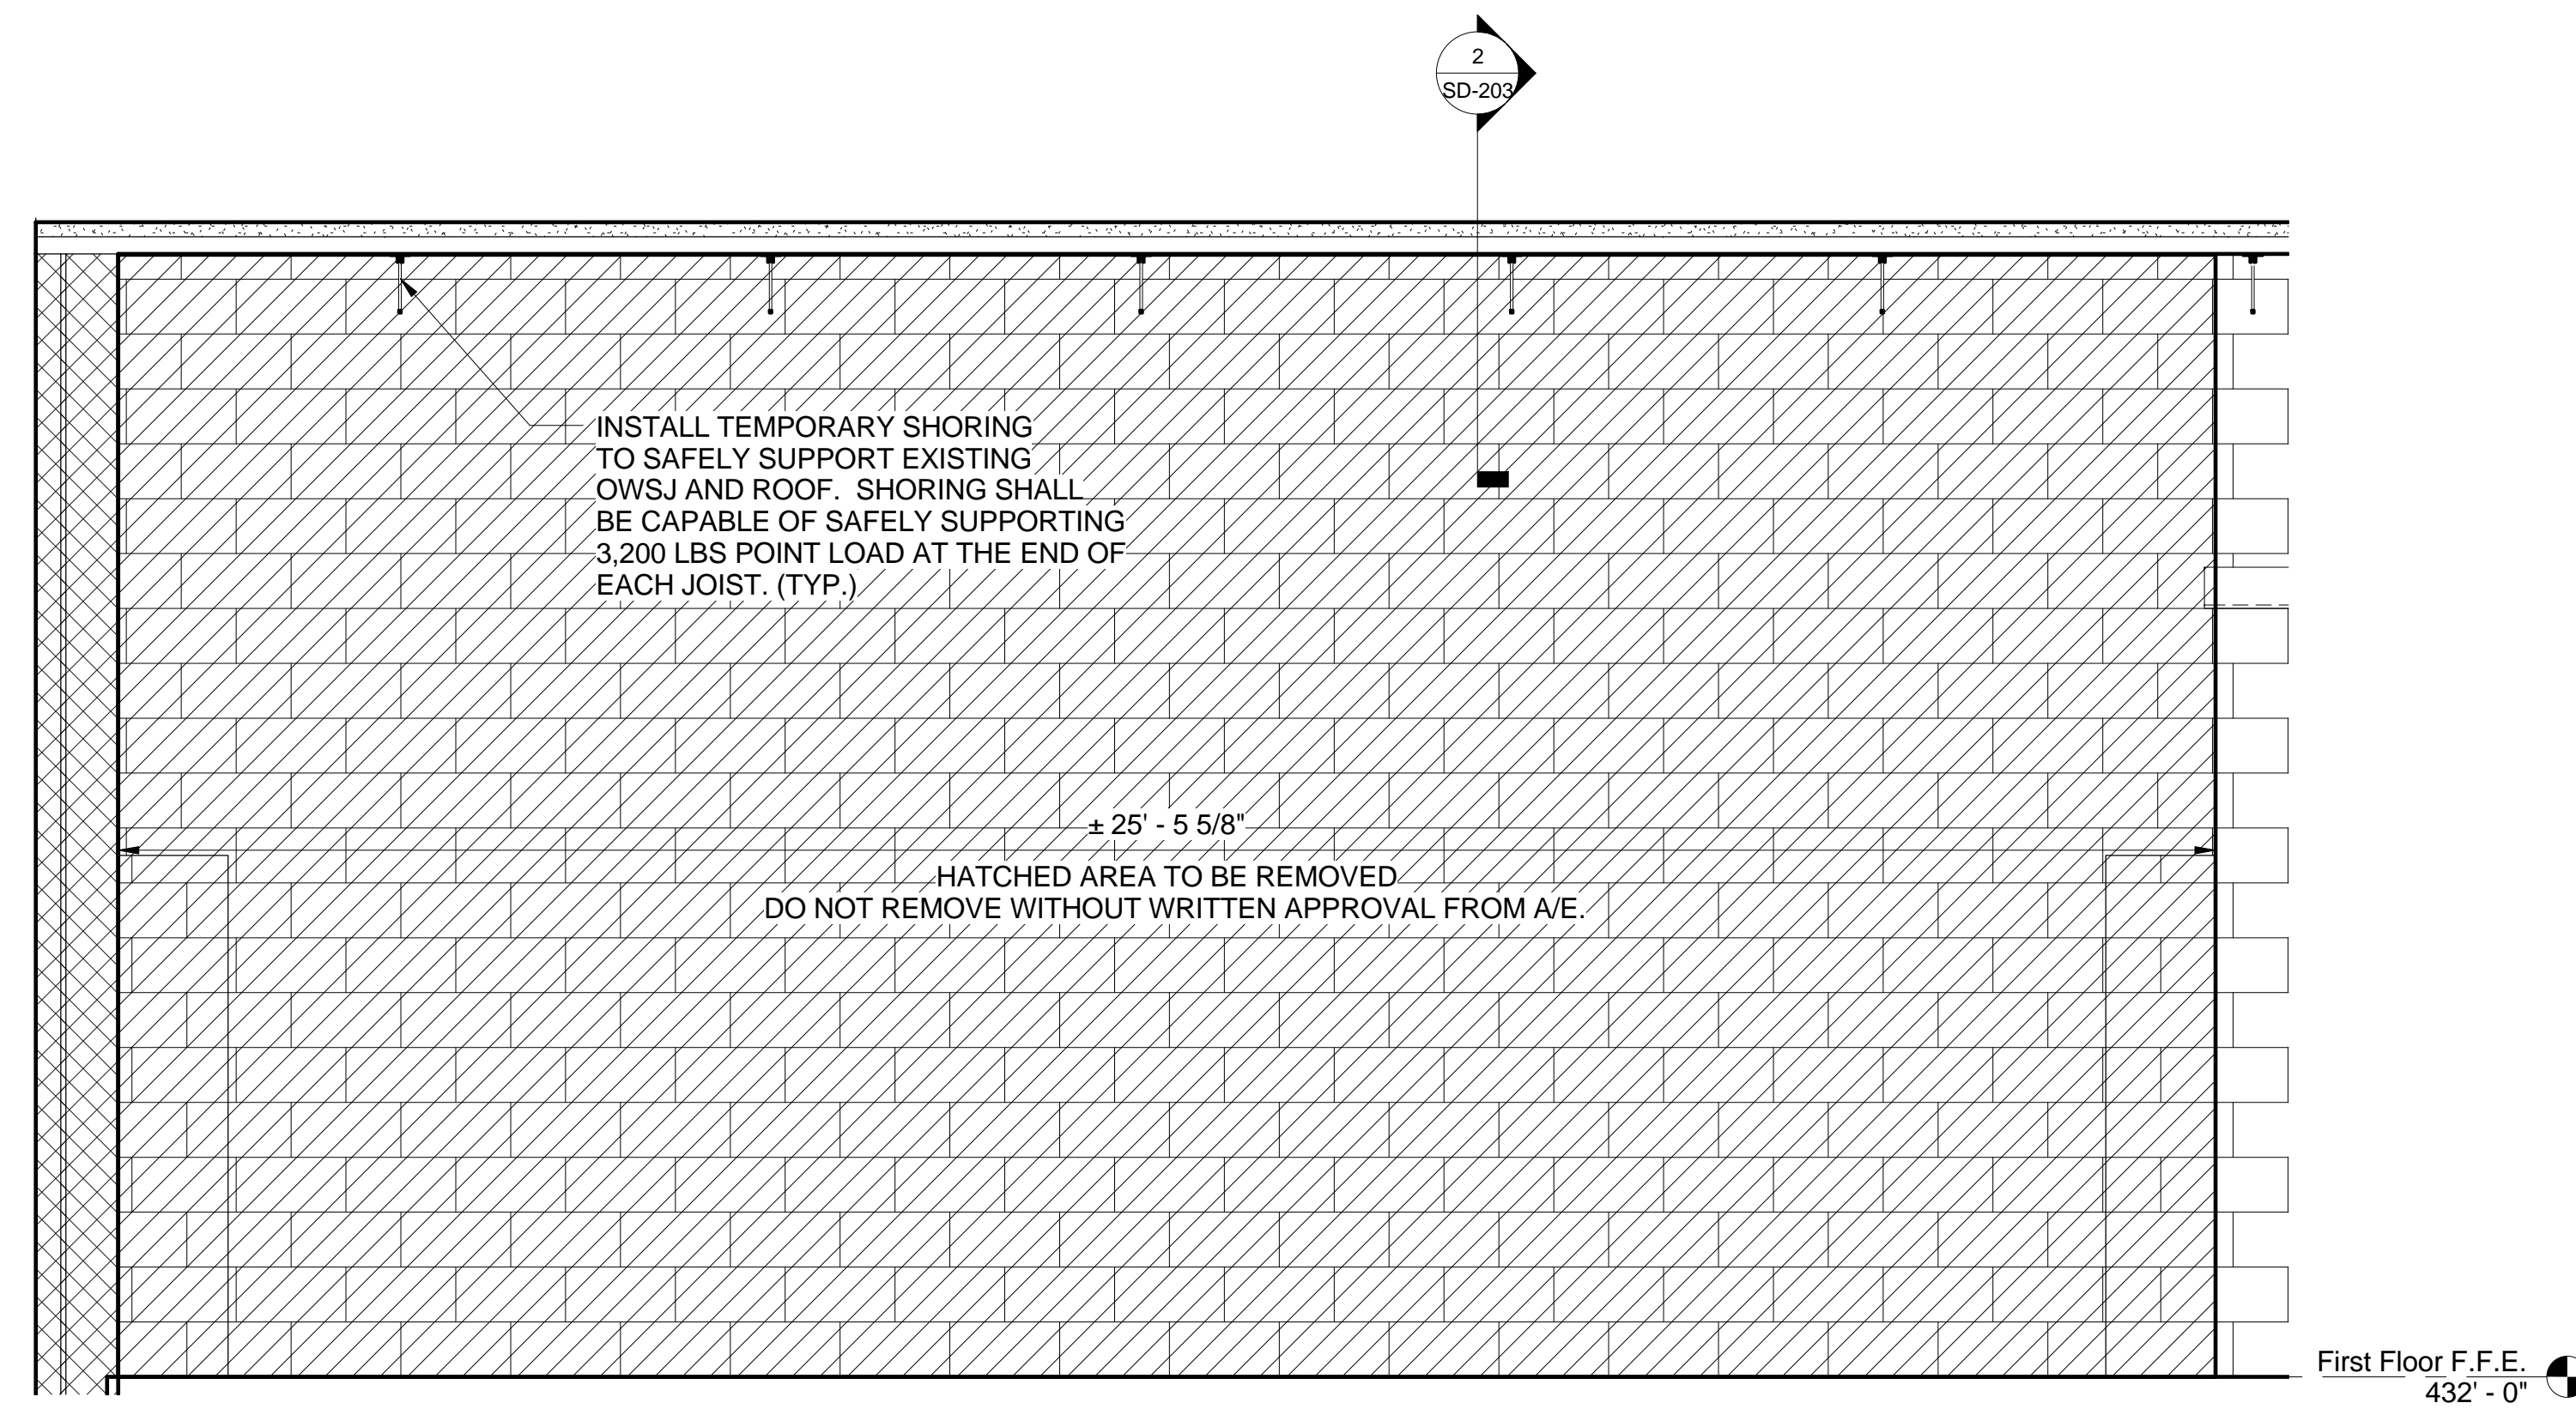 2
SD-203
INSTALL TEMPORARY SHORING
TO SAFELY SUPPORT EXISTING
OWSJ AND ROOF.  SHORING SHALL
BE CAPABLE OF SAFELY SUPPORTING
3,200 LBS POINT LOAD AT THE END OF
EACH JOIST. (TYP.)
± 25' - 5 5/8"
HATCHED AREA TO BE REMOVED
DO NOT REMOVE WITHOUT WRITTEN APPROVAL FROM A/E.
First Floor F.F.E.
432' - 0"